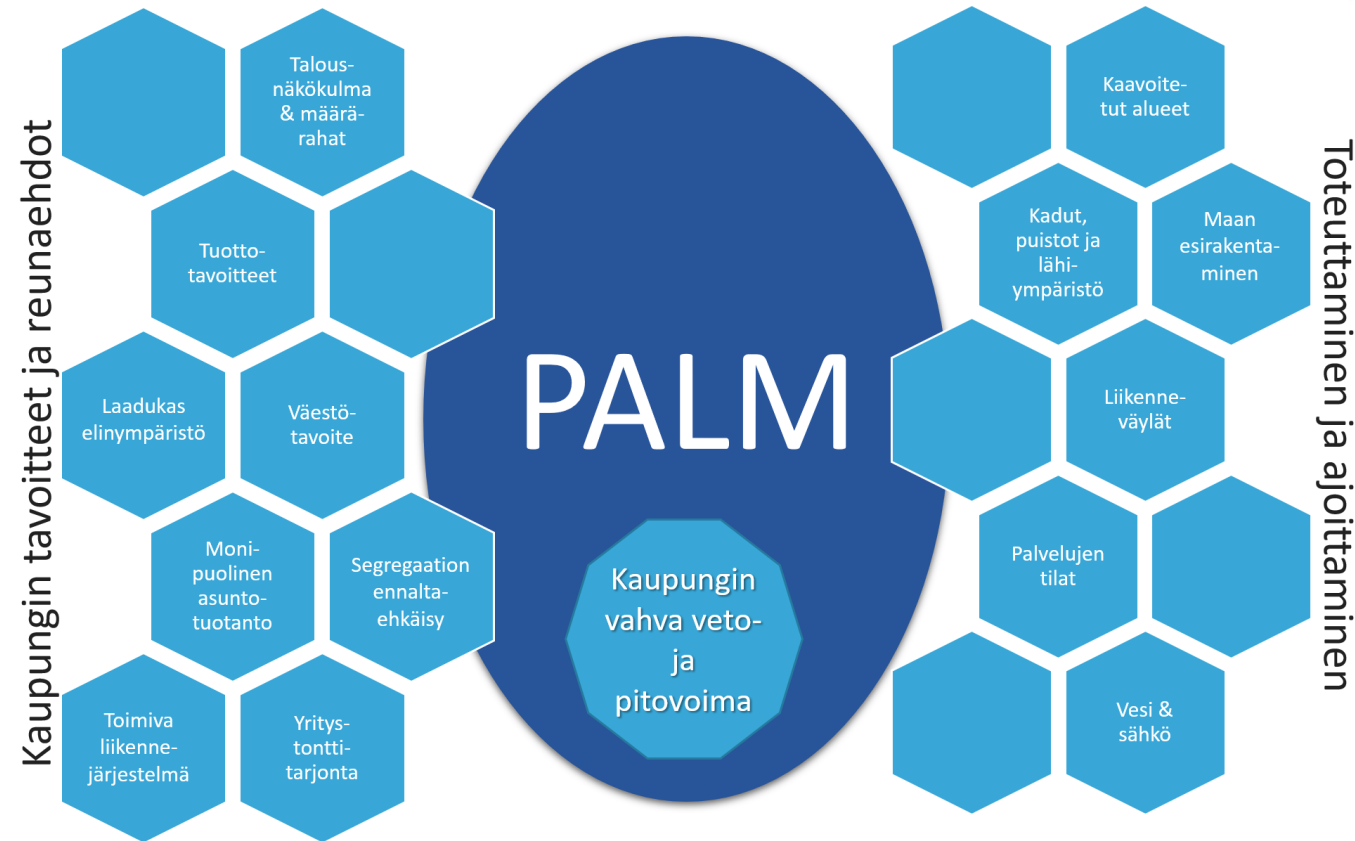 Kaupungin tavoitteet ja reunaehdot
Talous-
näkökulma
& määrä-
rahat
Tuotto-
tavoitteet
Laadukas
elinympäristö
Väestö-
tavoite
Moni-
puolinen
asunto-
tuotanto
Segregaation
ennalta-
ehkäisy
Toimiva
liikenne-
järjestelmä
Yritys-
tontti-
tarjonta
PALM
Kaupungin
vahva veto-
ja
pitovoima
Kaavoite-
tut alueet
Kadut,
puistot ja
lähi-
ympäristö
Maan
esirakenta-
minen
Liikenne-
väylät
Palvelujen
tilat
Vesi &
sähkö
Toteuttaminen ja ajoittaminen